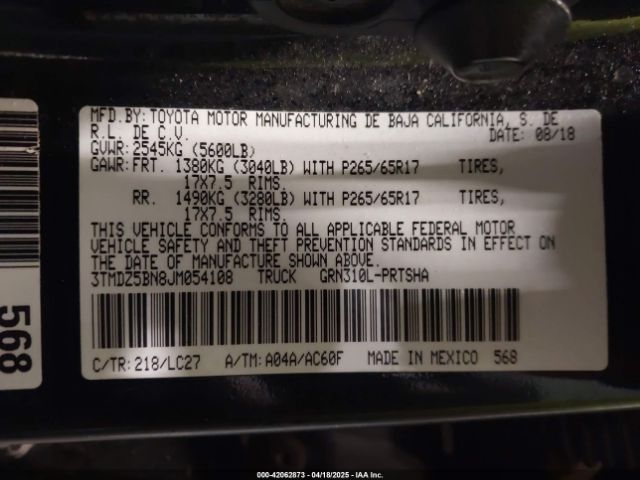 MFD.BY: TOYOTA MOTOR MANUFACTURING DE BAJA CALIFORNIA, S. DE
R.L. DE C.V. DATE: 08/18
GVWR: 2545KG (5600LB)
GAWR: FRT. 1380KG (3040LB) WITH P265/65R17 TIRES,
17X7.5 RIMS.
RR. 1490KG (3280LB) WITH P265/65R17 TIRES,
17X7.5 RIMS.
THIS VEHICLE CONFORMS TO ALL APPLICABLE FEDERAL MOTOR
VEHICLE SAFETY AND THEFT PREVENTION STANDARDS IN EFFECT ON
THE DATE OF MANUFACTURE SHOWN ABOVE.
3TMDZ5BN8JM054108 TRUCK GRN310L-PRTSHA
C/TR: 218/LC27 A/TM: A04A/AC60F MADE IN MEXICO 568
568
000-42062873 - 04/18/2025 - IAA Inc.